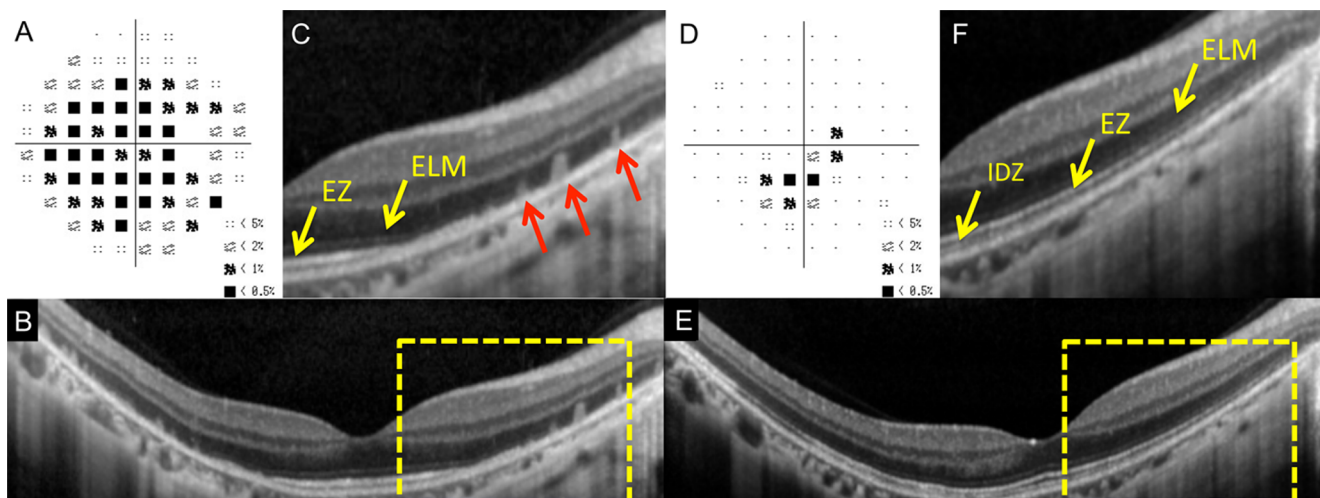 A
< 5%
< 2%
< 1%
< 0.5%
C
EZ
ELM
D
< 5%
< 2%
< 1%
< 0.5%
F
ELM
EZ
IDZ
B
E